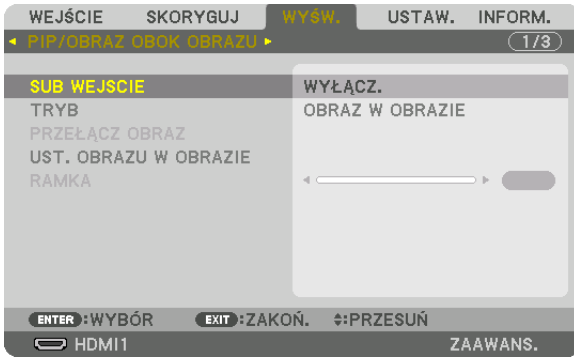 WEJŚCIE SKORYGUJ WYŚW. USTAW. INFORM.
PIP/OBRAZ OBOK OBRAZU 1/3
SUB WEJSCIE WYŁĄCZ.
TRYB OBRAZ W OBRAZIE
PRZEŁĄCZ OBRAZ
UST. OBRAZU W OBRAZIE
RAMKA
ENTER :WYBÓR EXIT :ZAKOŃ. :PRZESUŃ
HDMI1 ZAAWANS.